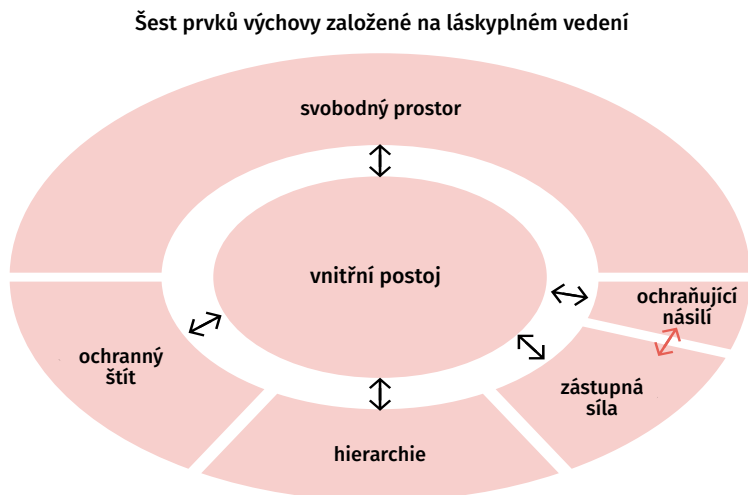 Šest prvků výchovy založené na láskyplném vedení
svobodný prostor
vnitřní postoj
ochraňující
násilí
ochranný
štít
zástupná
síla
hierarchie